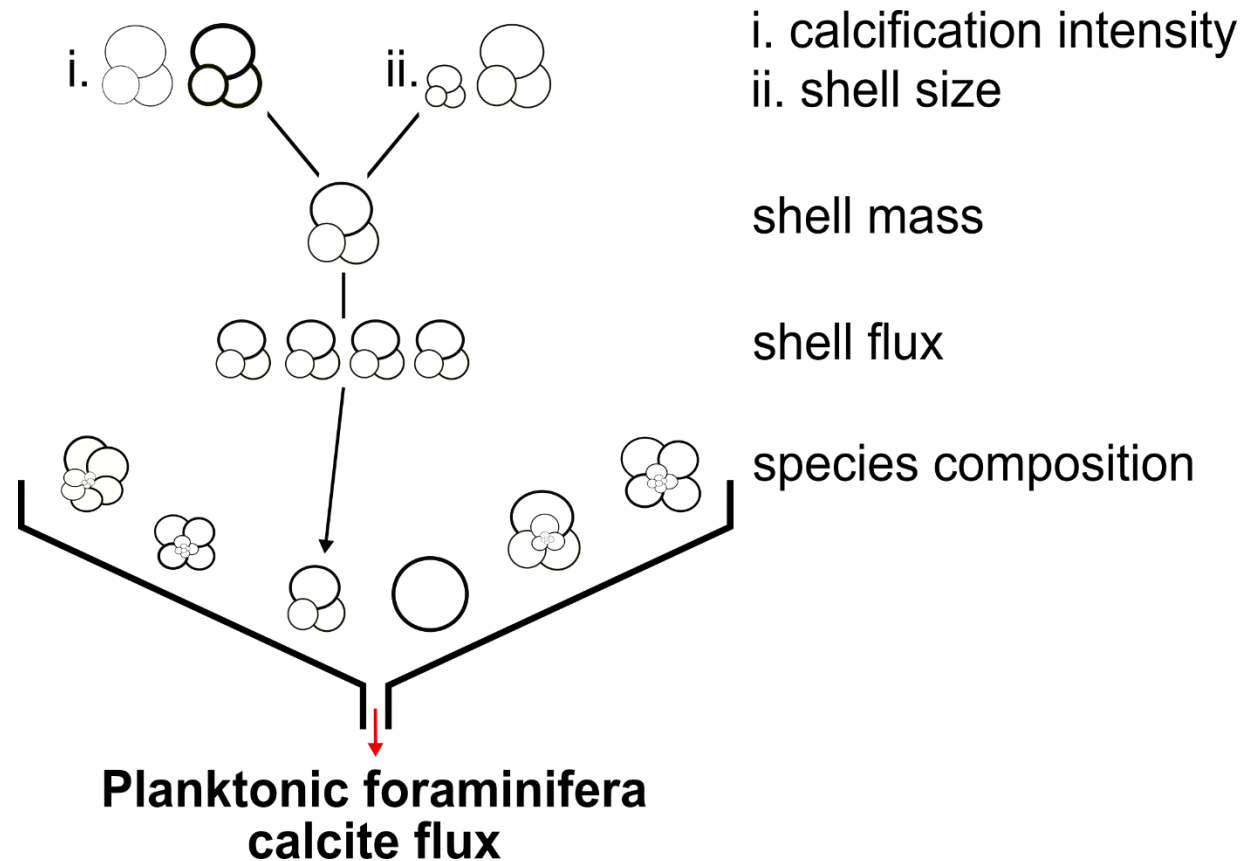 i.
ii.
i. calcification intensity
ii. shell size
shell mass
shell flux
species composition
Planktonic foraminifera
calcite flux